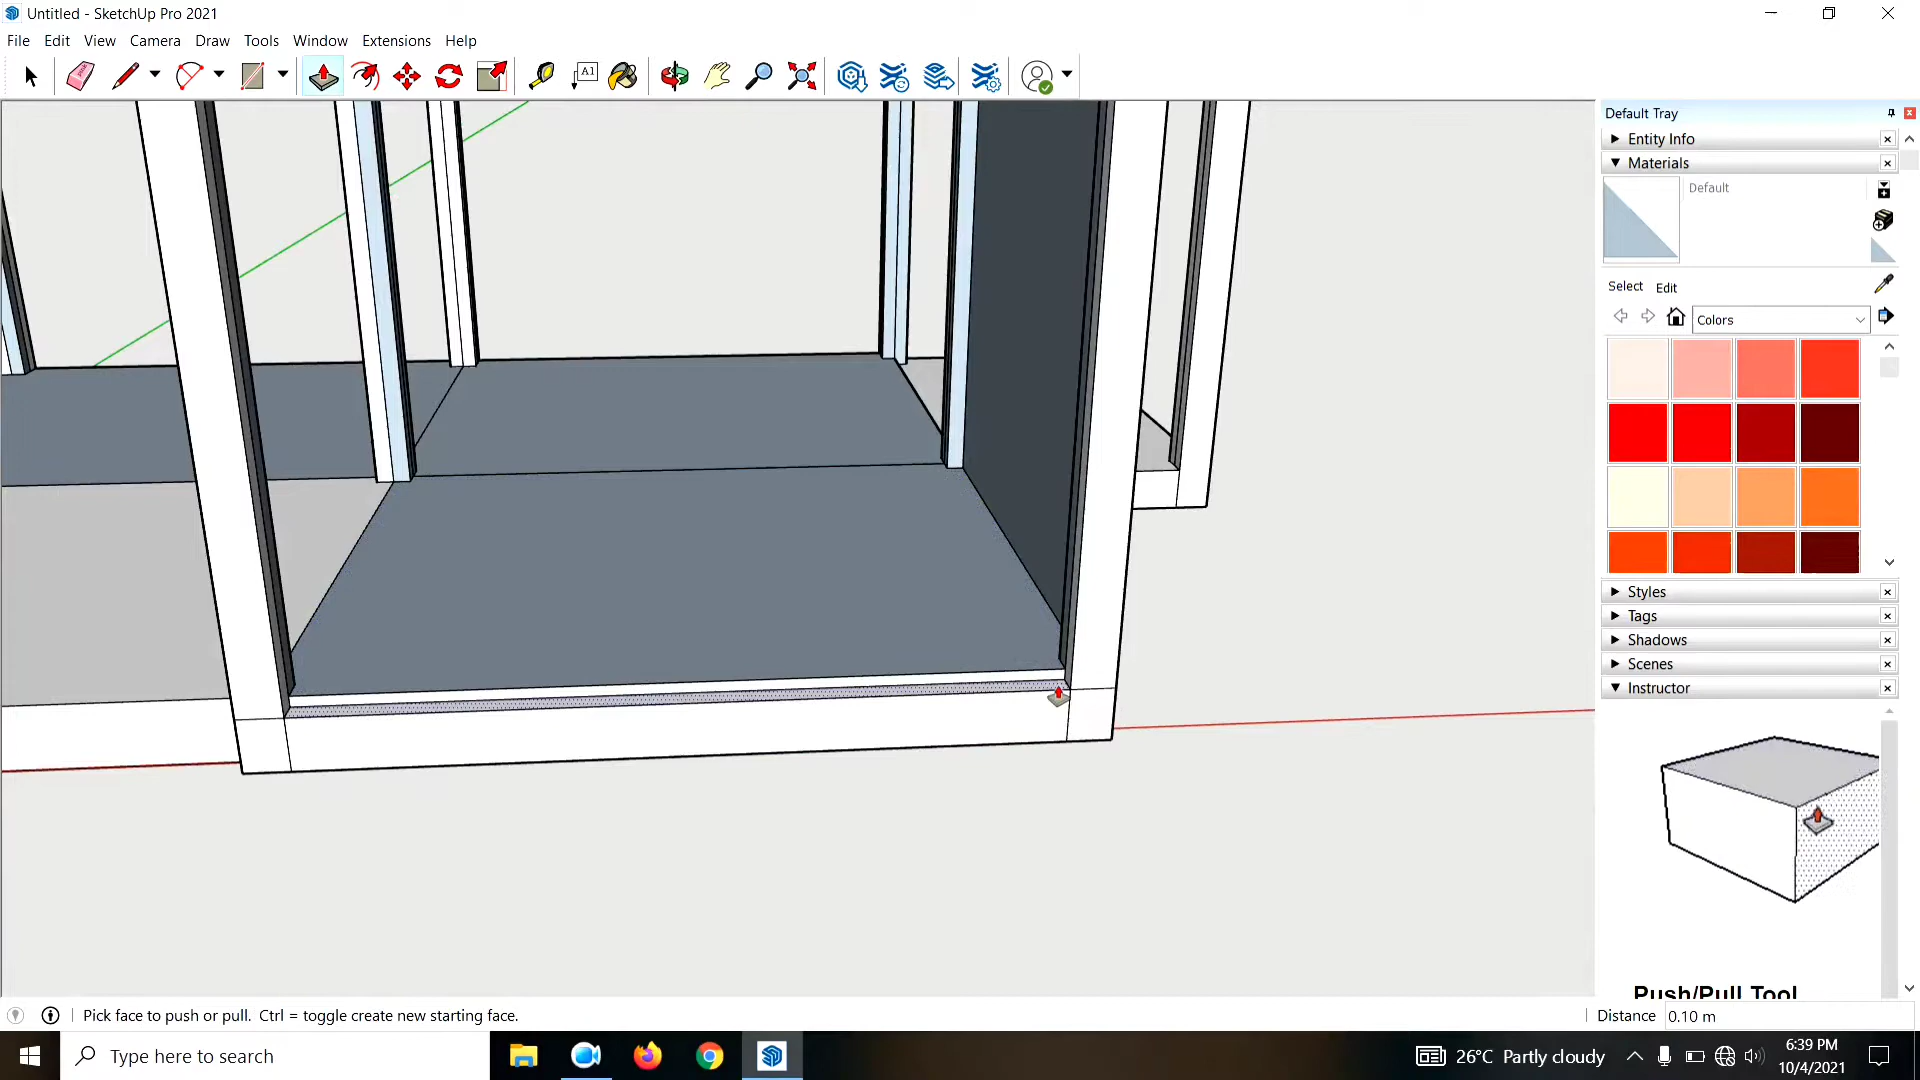 Untitled - SketchUp Pro 2021
File Edit View Camera Draw Tools Window Extensions Help
A1
Default Tray
Entity Info
Materials
Default
Select Edit
Colors
Styles
Tags
Shadows
Scenes
Instructor
Push/Pull Tool
Pick face to push or pull. Ctrl = toggle create new starting face.
Distance 0.10 m
Type here to search
26°C Partly cloudy
6:39 PM
10/4/2021